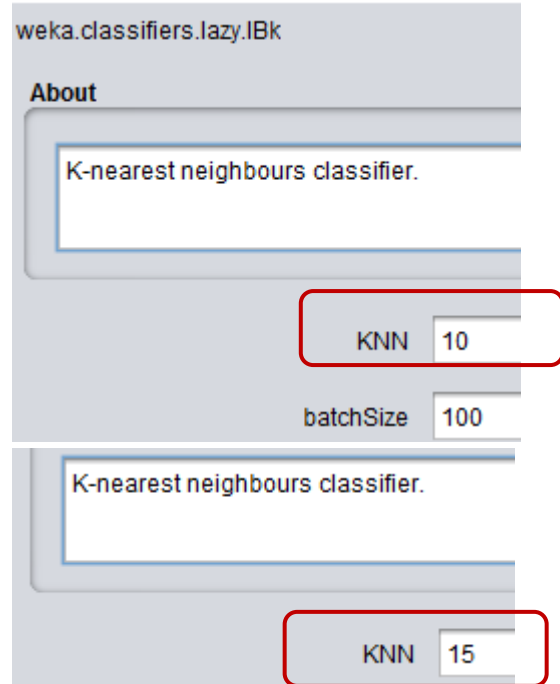 weka.classifiers.lazy.IBk
About
K-nearest neighbours classifier.
KNN 10
batchSize 100
K-nearest neighbours classifier.
KNN 15